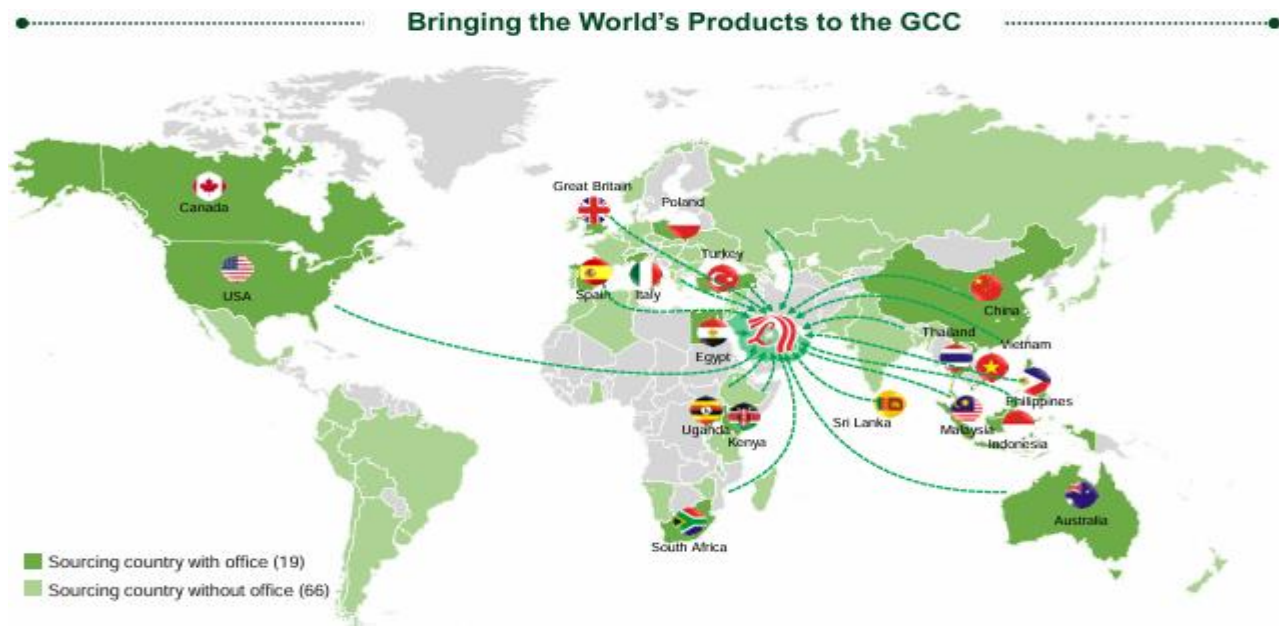 Bringing the World's Products to the GCC
Great Britain
Poland
Canada
Turkey
USA
Spain
Italy
China
Thailand
Vietnam
Egypt
Philippines
Uganda
Kenya
Sri Lanka
Malaysia
Indonesia
Australia
South Africa
Sourcing country with office (19)
Sourcing country without office (66)